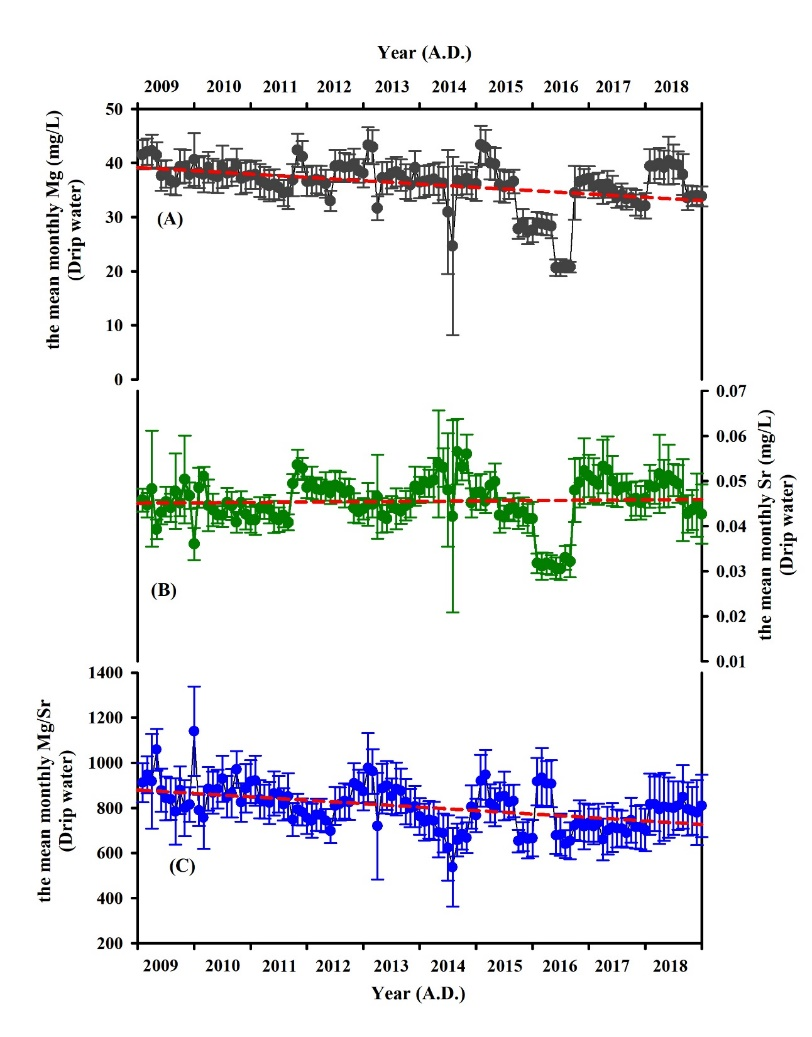 Year (A.D.)
2009 2010 2011 2012 2013 2014 2015 2016 2017 2018
the mean monthly Mg (mg/L)
(Drip water)
50
40
30
20
10
0
(A)
0.07
0.06
0.05
0.04
0.03
0.02
0.01
the mean monthly Sr (mg/L)
(Drip water)
(B)
the mean monthly Mg/Sr
(Drip water)
1400
1200
1000
800
600
400
200
(C)
2009 2010 2011 2012 2013 2014 2015 2016 2017 2018
Year (A.D.)